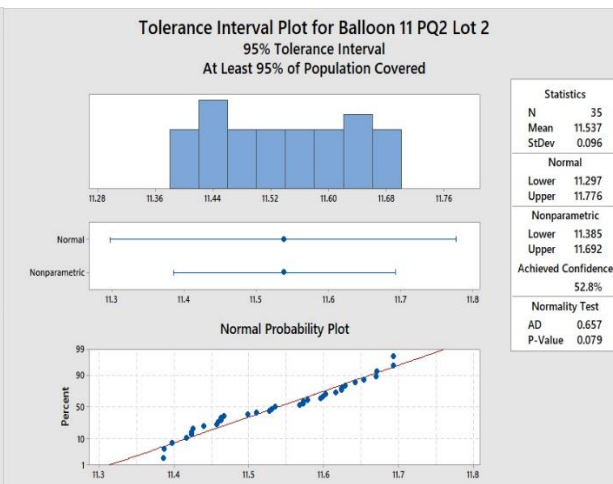 Tolerance Interval Plot for Balloon 11 PQ2 Lot 2
95% Tolerance Interval
At Least 95% of Population Covered
11.28 11.36 11.44 11.52 11.60 11.68 11.76
Normal
Nonparametric
11.3 11.4 11.5 11.6 11.7 11.8
Normal Probability Plot
Percent
99
90
50
10
1
11.3 11.4 11.5 11.6 11.7 11.8
Statistics
N 35
Mean 11.537
StDev 0.096
Normal
Lower 11.297
Upper 11.776
Nonparametric
Lower 11.385
Upper 11.692
Achieved Confidence
52.8%
Normality Test
AD 0.657
P-Value 0.079